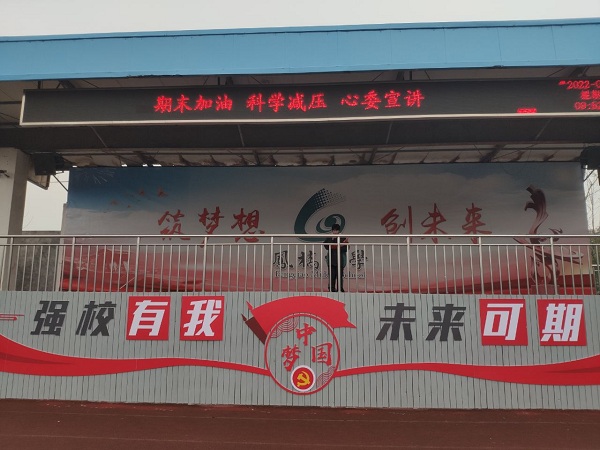 期末加油 科学减压 心委宣讲
筑梦想 创未来
强校有我 未来可期
中国梦